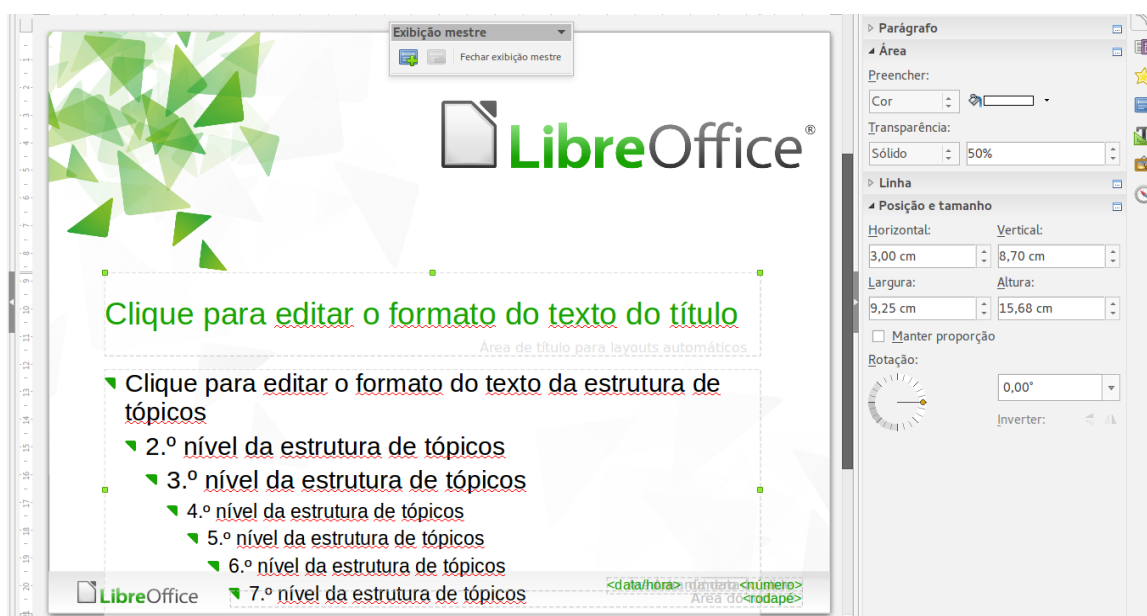 Exibição mestre
Fechar exibição mestre
LibreOffice®
Clique para editar o formato do texto do título
Área de título para layouts automáticos
Clique para editar o formato do texto da estrutura de
tópicos
2.º nível da estrutura de tópicos
3.º nível da estrutura de tópicos
4.º nível da estrutura de tópicos
5.º nível da estrutura de tópicos
6.º nível da estrutura de tópicos
7.º nível da estrutura de tópicos
LibreOffice
<data/hora> <número>
Área do <rodapé>
Parágrafo
Área
Preencher:
Cor
Transparência:
Sólido 50%
Linha
Posição e tamanho
Horizontal: Vertical:
3,00 cm 8,70 cm
Largura: Altura:
9,25 cm 15,68 cm
Manter proporção
Rotação:
0,00°
Inverter: